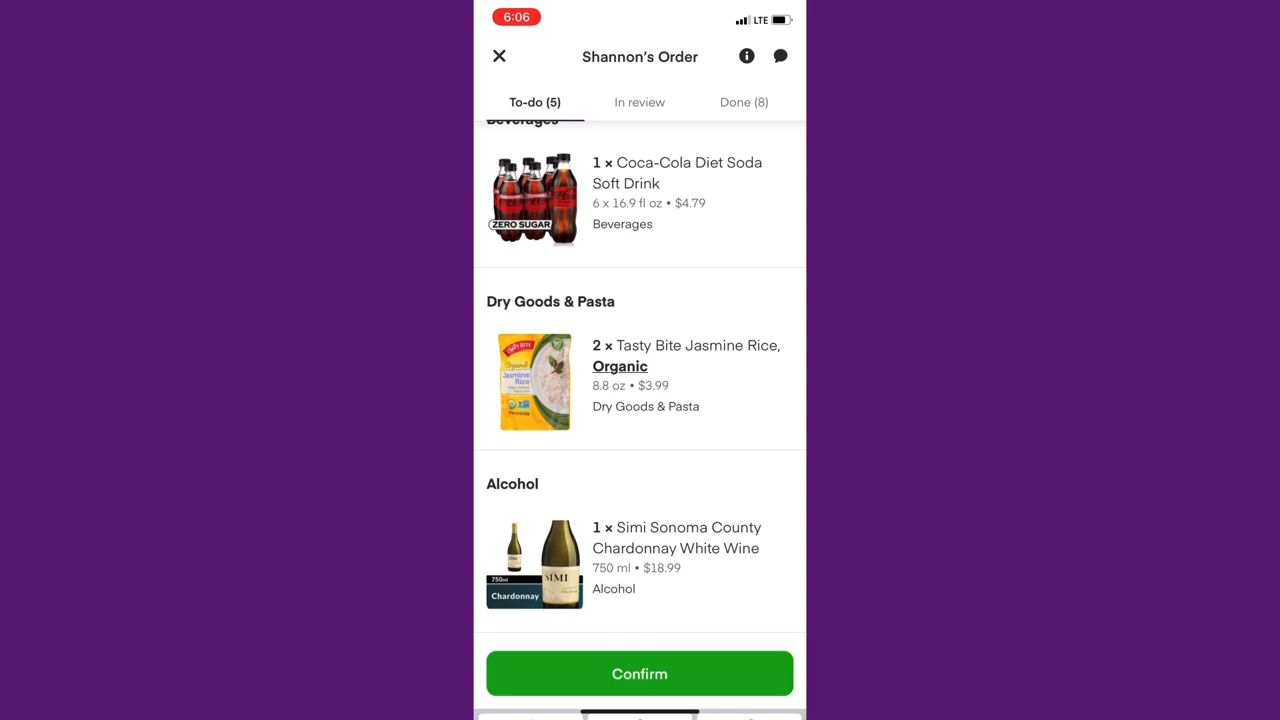 6:06
LTE
Shannon's Order
To-do (5)
In review
Done (8)
Beverages
1 × Coca-Cola Diet Soda
Soft Drink
6 x 16.9 fl oz • $4.79
Beverages
ZERO SUGAR
Dry Goods & Pasta
2 × Tasty Bite Jasmine Rice,
Organic
8.8 oz • $3.99
Dry Goods & Pasta
TASTY BITE
Organic
Jasmine
Rice
Alcohol
1 × Simi Sonoma County
Chardonnay White Wine
750 ml • $18.99
Alcohol
SIMI
750ml
Chardonnay
Confirm